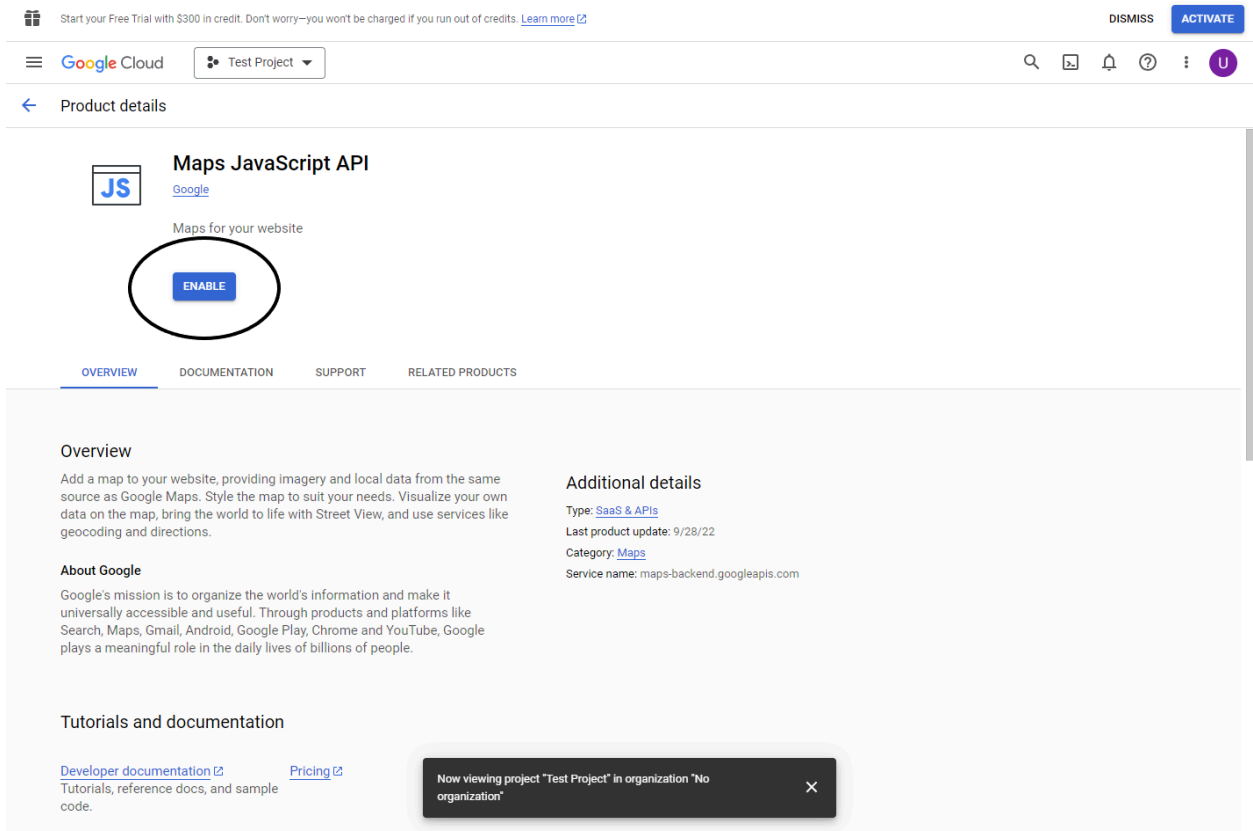 Start your Free Trial with $300 in credit. Don't worry—you won't be charged if you run out of credits. Learn more
DISMISS
ACTIVATE
Google Cloud
Test Project
U
Product details
JS
Maps JavaScript API
Google
Maps for your website
ENABLE
OVERVIEW
DOCUMENTATION
SUPPORT
RELATED PRODUCTS
Overview
Add a map to your website, providing imagery and local data from the same
source as Google Maps. Style the map to suit your needs. Visualize your own
data on the map, bring the world to life with Street View, and use services like
geocoding and directions.
About Google
Google's mission is to organize the world's information and make it
universally accessible and useful. Through products and platforms like
Search, Maps, Gmail, Android, Google Play, Chrome and YouTube, Google
plays a meaningful role in the daily lives of billions of people.
Additional details
Type: SaaS & APIs
Last product update: 9/28/22
Category: Maps
Service name: maps-backend.googleapis.com
Tutorials and documentation
Developer documentation
Tutorials, reference docs, and sample
code.
Pricing
Now viewing project "Test Project" in organization "No
organization"